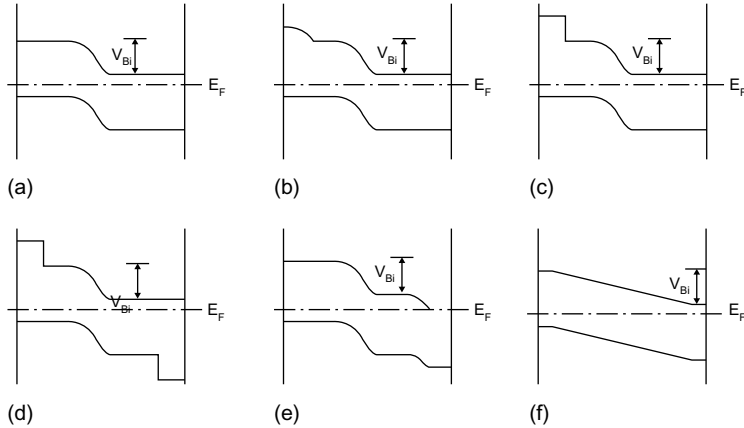 V_Bi
E_F
(a)
V_Bi
E_F
(b)
V_Bi
E_F
(c)
V_Bi
E_F
(d)
V_Bi
E_F
(e)
V_Bi
E_F
(f)